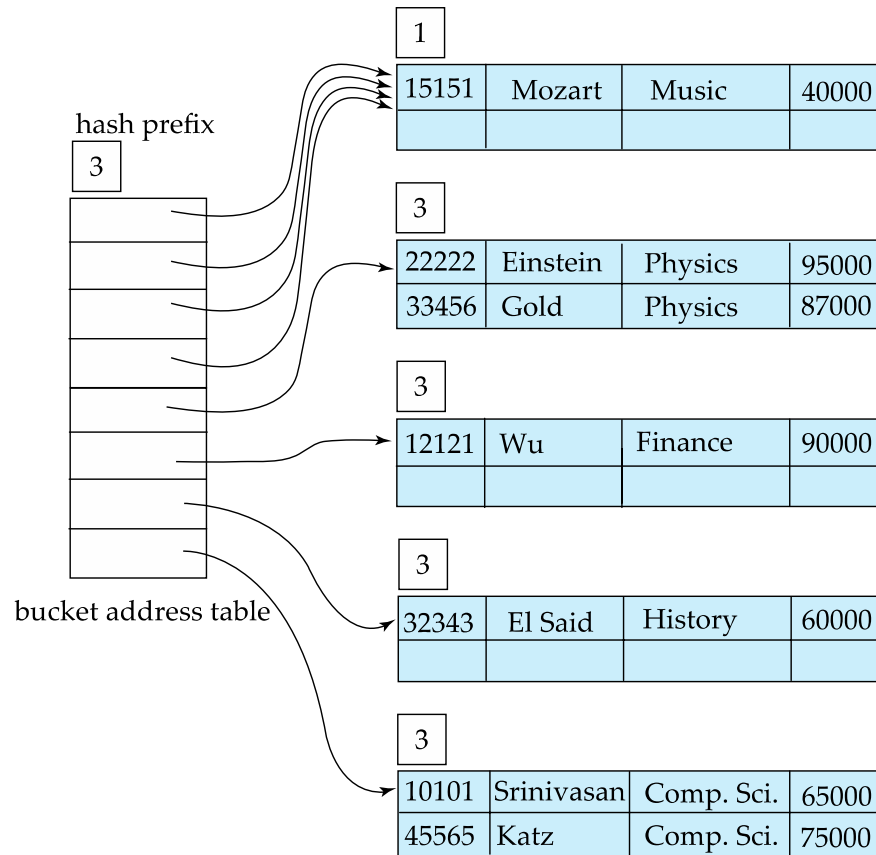 1
15151 Mozart Music 40000
hash prefix
3
3
22222 Einstein Physics 95000
33456 Gold Physics 87000
3
12121 Wu Finance 90000
3
bucket address table
32343 El Said History 60000
3
10101 Srinivasan Comp. Sci. 65000
45565 Katz Comp. Sci. 75000